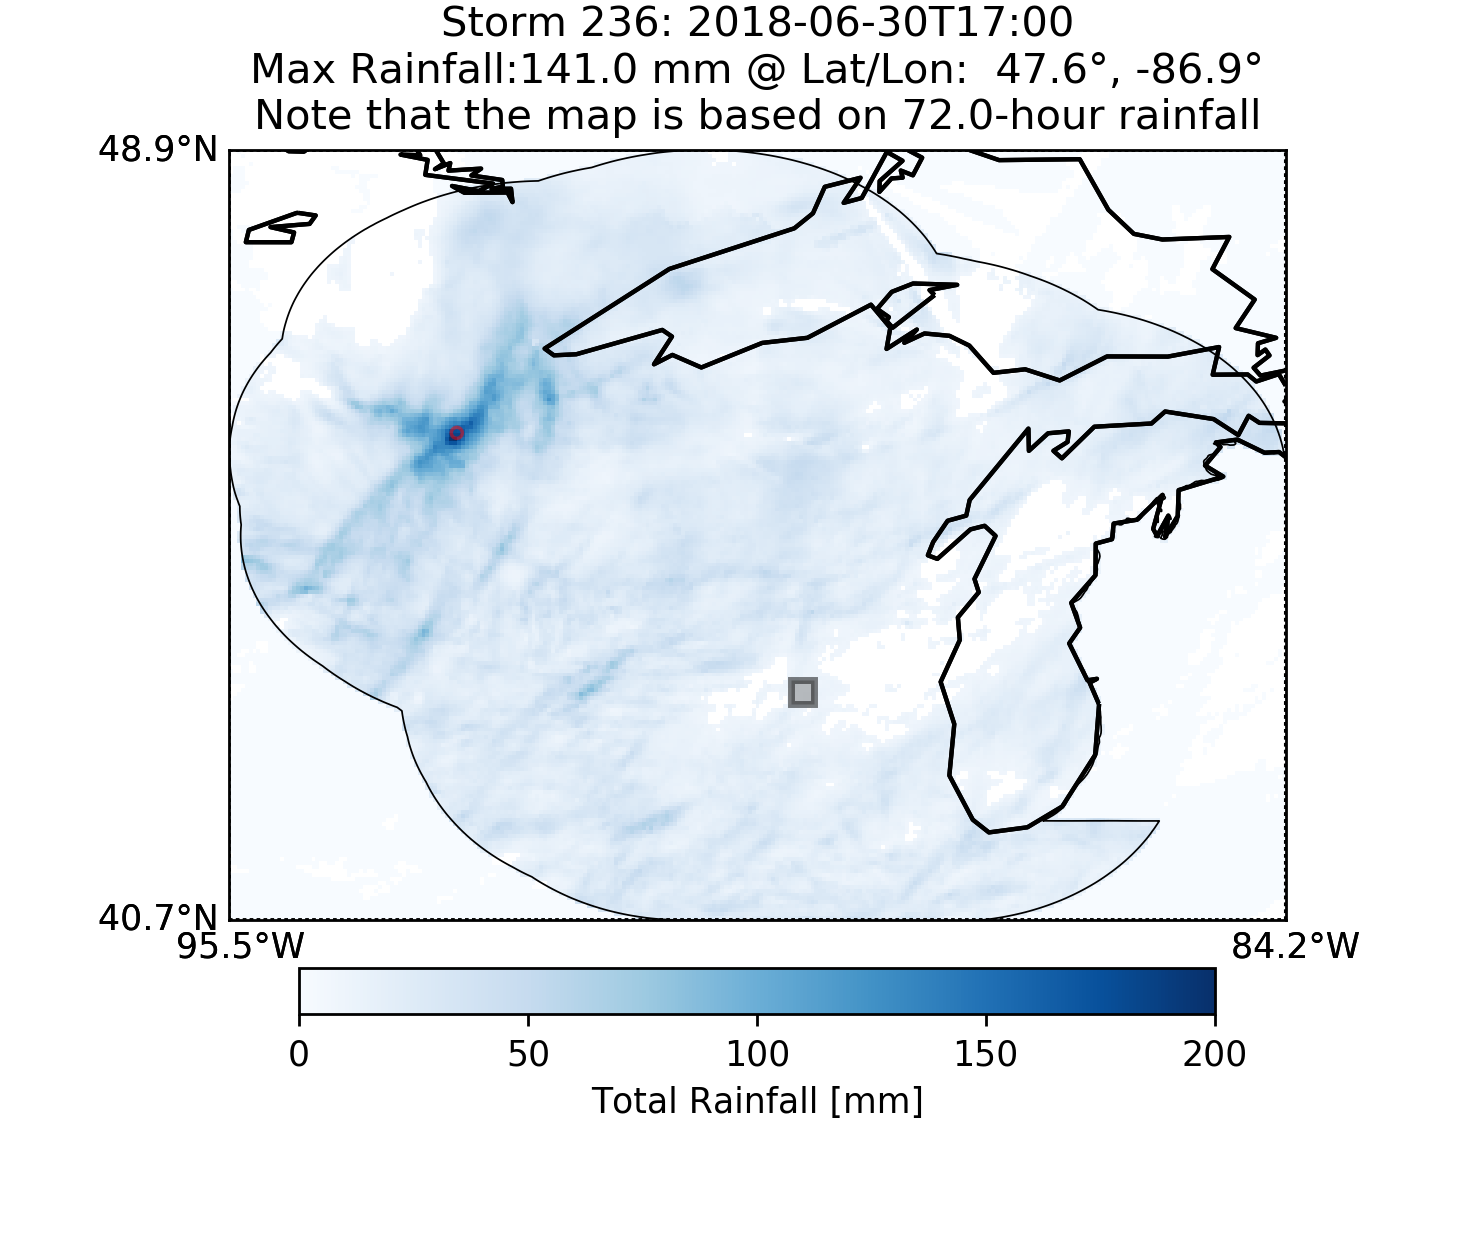 Storm 236: 2018-06-30T17:00
Max Rainfall:141.0 mm @ Lat/Lon:  47.6°, -86.9°
Note that the map is based on 72.0-hour rainfall
48.9°N
40.7°N
95.5°W 84.2°W
0 50 100 150 200
Total Rainfall [mm]